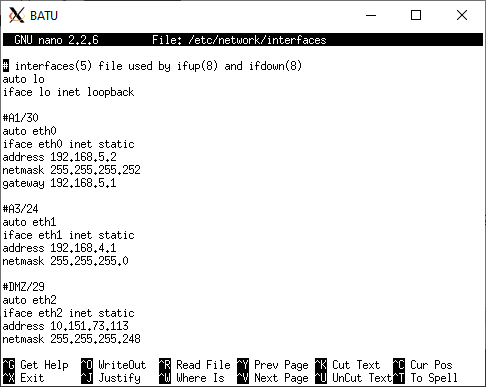 BATU
GNU nano 2.2.6 File: /etc/network/interfaces
# interfaces(5) file used by ifup(8) and ifdown(8)
auto lo
iface lo inet loopback
#A1/30
auto eth0
iface eth0 inet static
address 192.168.5.2
netmask 255.255.255.252
gateway 192.168.5.1
#A3/24
auto eth1
iface eth1 inet static
address 192.168.4.1
netmask 255.255.255.0
#DMZ/29
auto eth2
iface eth2 inet static
address 10.151.73.113
netmask 255.255.255.248
^G Get Help ^O WriteOut ^R Read File ^Y Prev Page ^K Cut Text ^C Cur Pos
^X Exit ^J Justify ^W Where Is ^V Next Page ^U UnCut Text^T To Spell